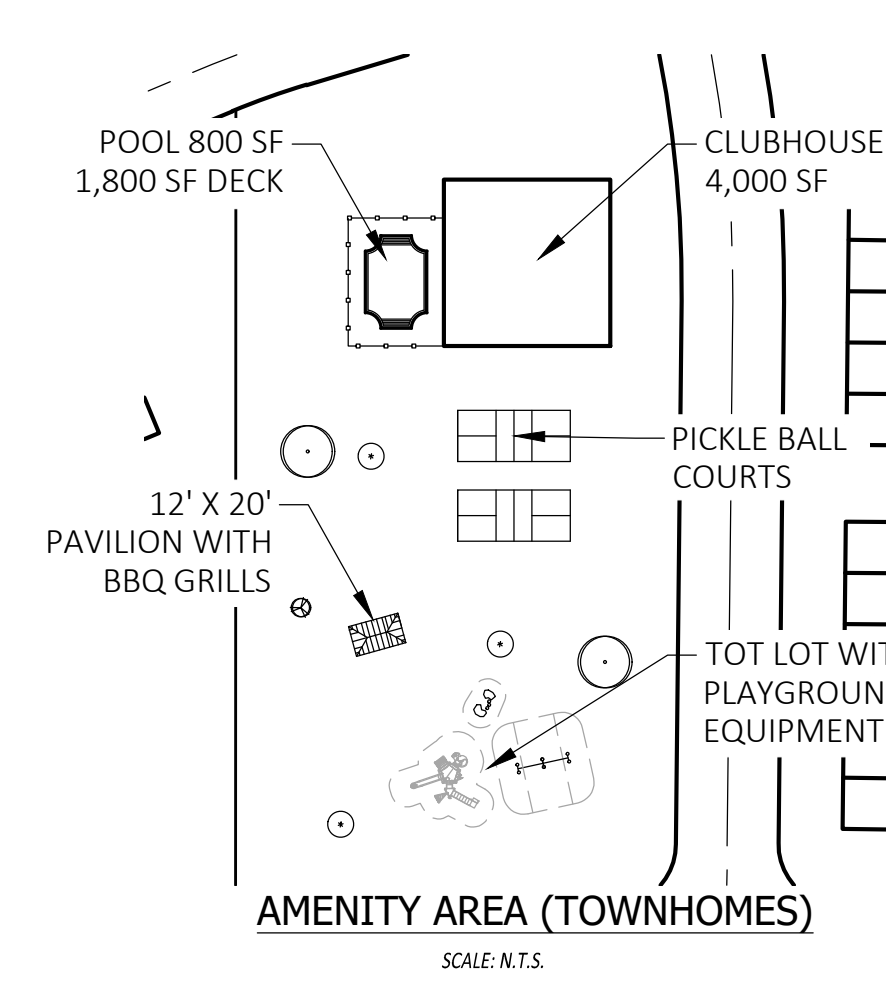 POOL 800 SF
1,800 SF DECK
CLUBHOUSE
4,000 SF
PICKLE BALL
COURTS
12' X 20'
PAVILION WITH
BBQ GRILLS
TOT LOT WIT
PLAYGROUN
EQUIPMENT
AMENITY AREA (TOWNHOMES)
SCALE: N.T.S.